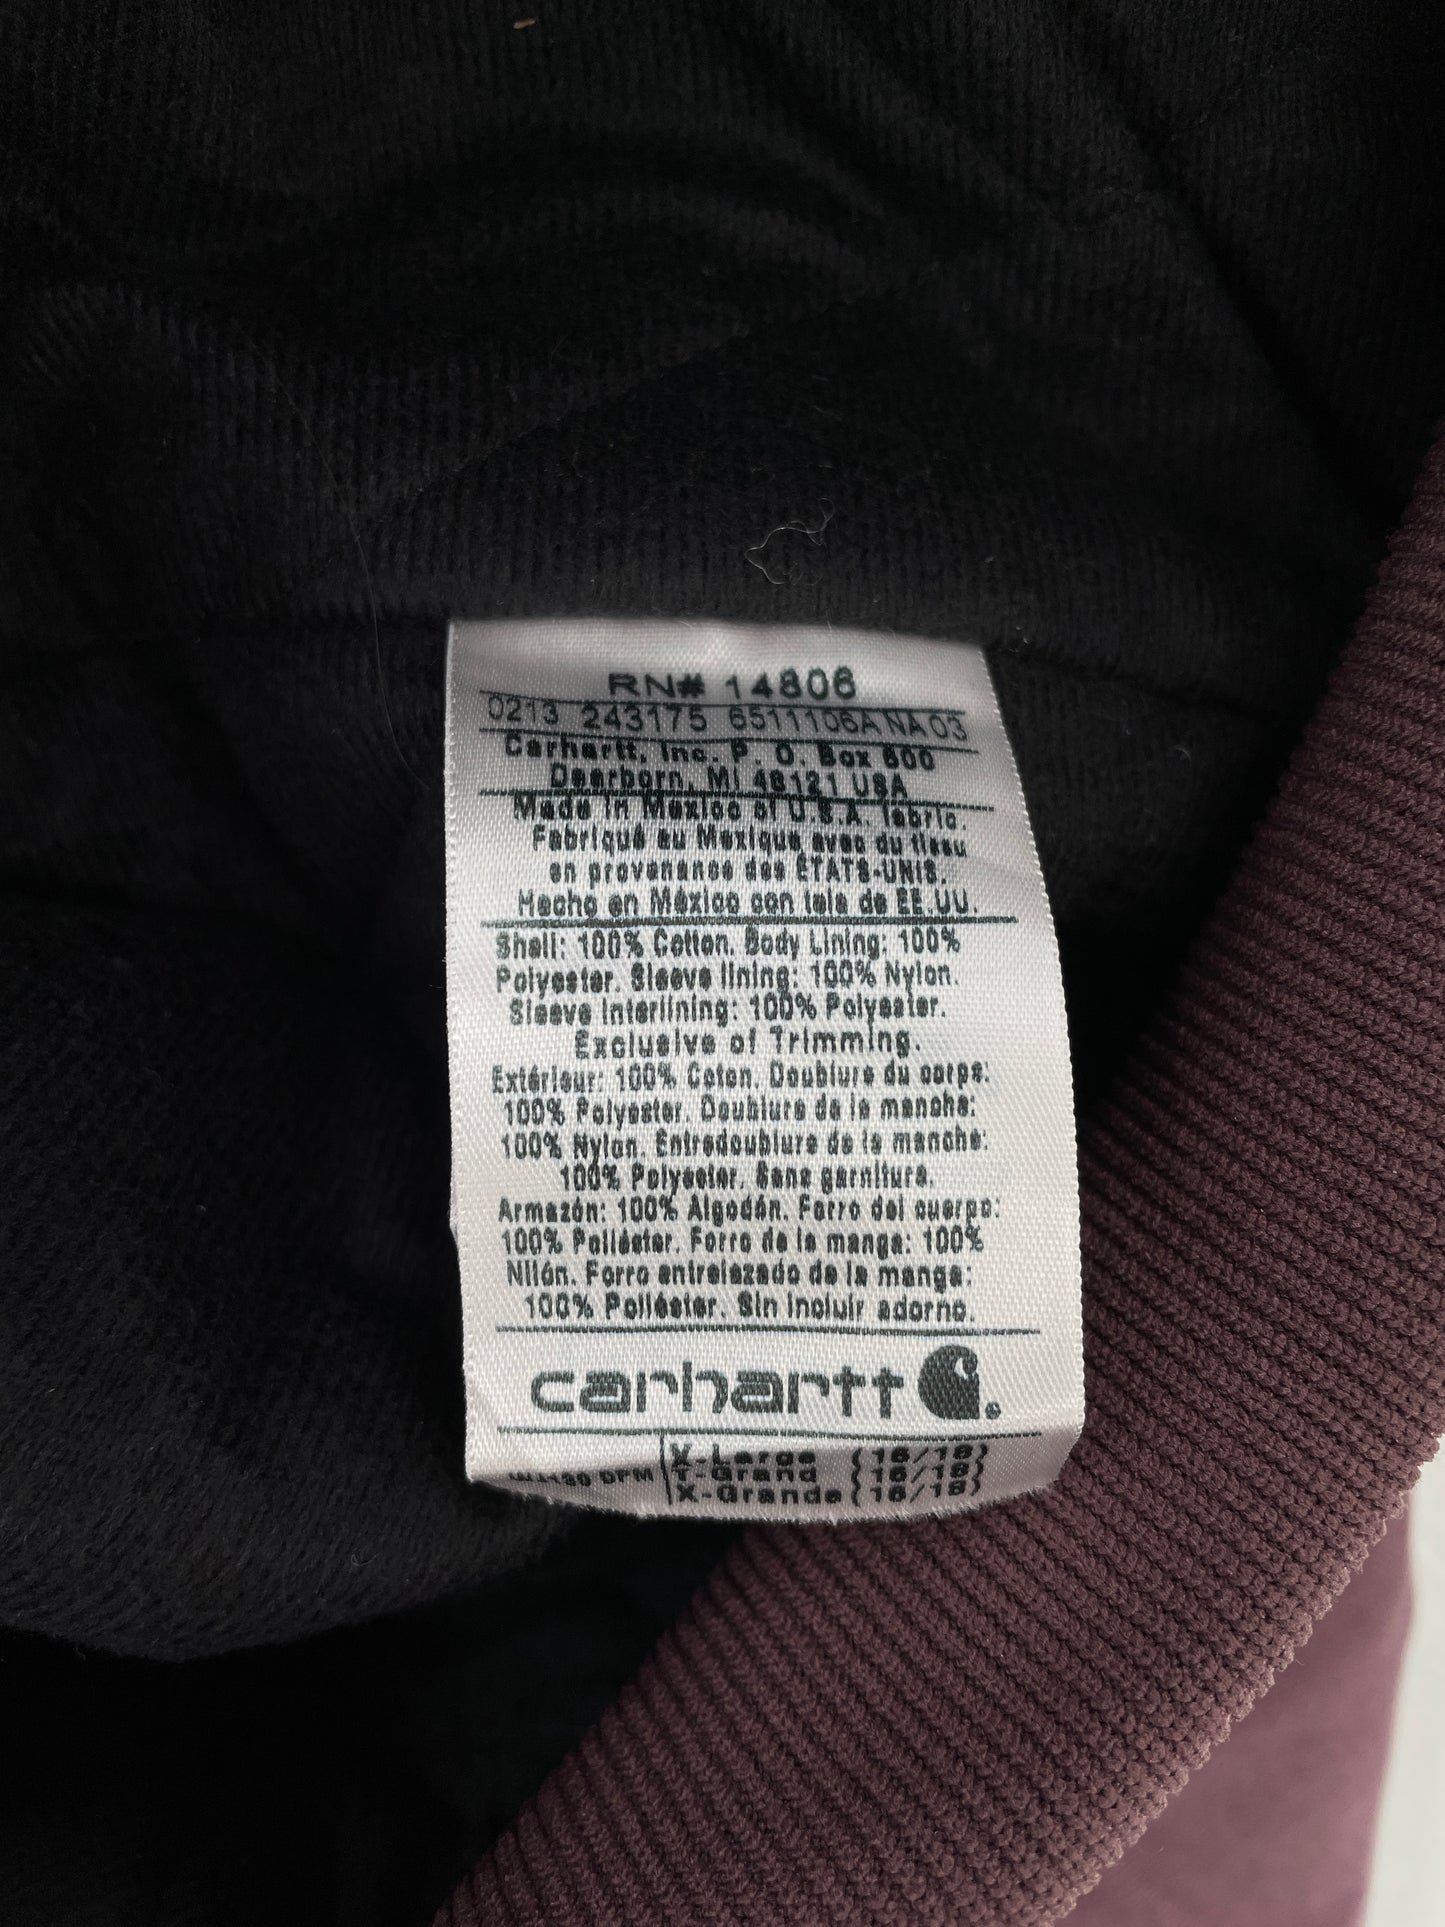 RN# 14806
0213 243175 6511106A NA 03
Carhartt, Inc. P. O. Box 600
Dearborn, MI 48121 USA
Made in Mexico of U.S.A. fabric.
Fabriqué au Mexique avec du tissu
en provenance des ÉTATS-UNIS.
Hecho en México con tela de EE.UU.
Shell: 100% Cotton. Body Lining: 100%
Polyester. Sleeve lining: 100% Nylon.
Sleeve Interlining: 100% Polyester.
Exclusive of Trimming.
Extérieur: 100% Coton. Doublure du corps:
100% Polyester. Doublure de la manche:
100% Nylon. Entredoublure de la manche:
100% Polyester. Sans garniture.
Armazón: 100% Algodón. Forro del cuerpo:
100% Poliéster. Forro de la manga: 100%
Nilón. Forro entrelazado de la manga:
100% Poliéster. Sin incluir adorno.
carhartt
DPM
X-Large (16/18)
T-Grand (16/18)
X-Grande (16/18)